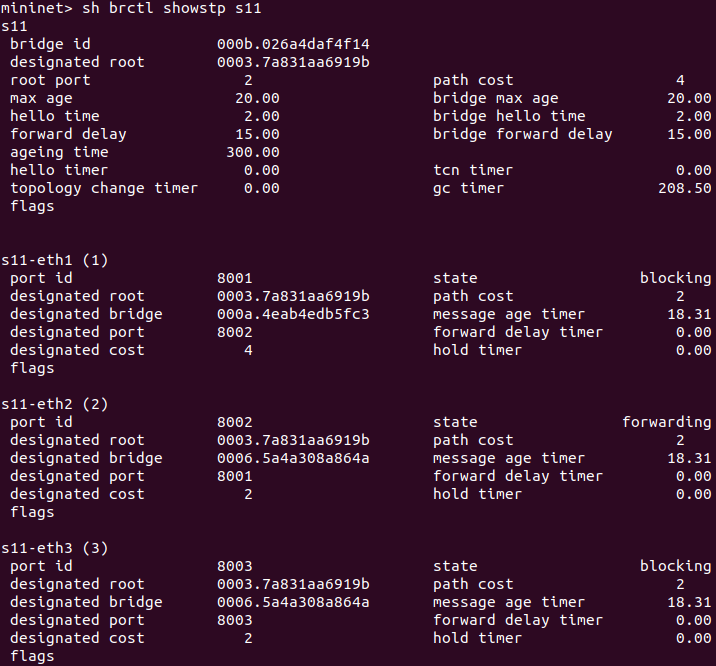 mininet> sh brctl showstp s11
s11
bridge id 000b.026a4daf4f14
designated root 0003.7a831aa6919b
root port 2 path cost 4
max age 20.00 bridge max age 20.00
hello time 2.00 bridge hello time 2.00
forward delay 15.00 bridge forward delay 15.00
ageing time 300.00
hello timer 0.00 tcn timer 0.00
topology change timer 0.00 gc timer 208.50
flags
s11-eth1 (1)
port id 8001 state blocking
designated root 0003.7a831aa6919b path cost 2
designated bridge 000a.4eab4edb5fc3 message age timer 18.31
designated port 8002 forward delay timer 0.00
designated cost 4 hold timer 0.00
flags
s11-eth2 (2)
port id 8002 state forwarding
designated root 0003.7a831aa6919b path cost 2
designated bridge 0006.5a4a308a864a message age timer 18.31
designated port 8001 forward delay timer 0.00
designated cost 2 hold timer 0.00
flags
s11-eth3 (3)
port id 8003 state blocking
designated root 0003.7a831aa6919b path cost 2
designated bridge 0006.5a4a308a864a message age timer 18.31
designated port 8003 forward delay timer 0.00
designated cost 2 hold timer 0.00
flags